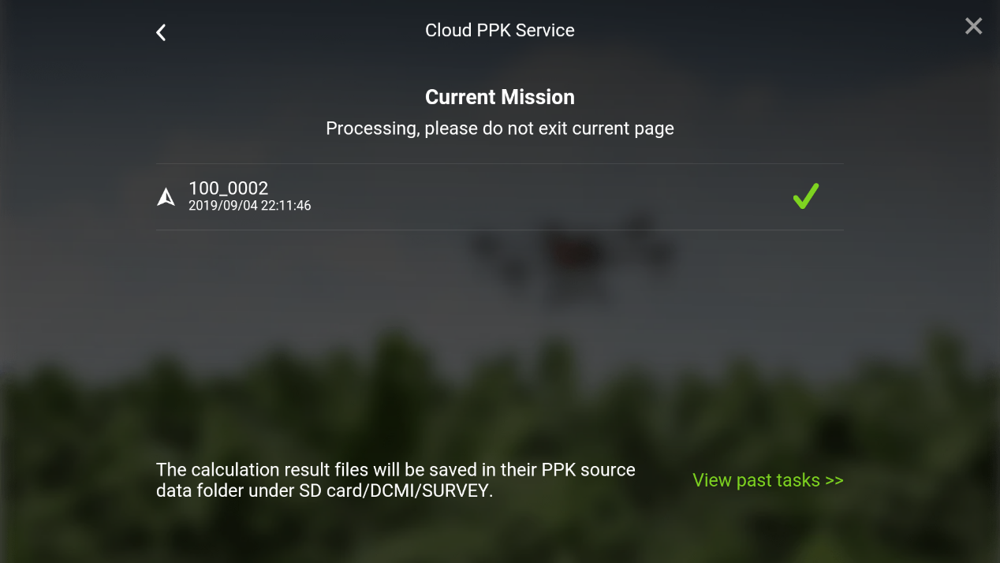 Cloud PPK Service
Current Mission
Processing, please do not exit current page
100_0002
2019/09/04 22:11:46
The calculation result files will be saved in their PPK source
data folder under SD card/DCMI/SURVEY.
View past tasks >>